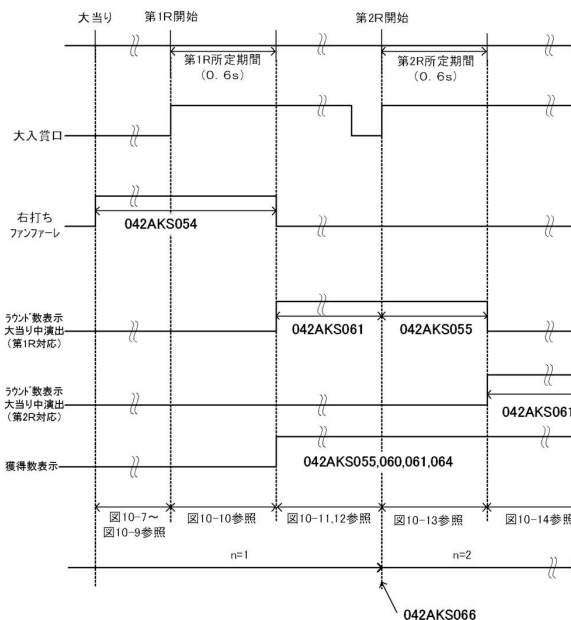 大当り 第1R開始 第2R開始
第1R所定期間 第2R所定期間
(0.6s) (0.6s)
大入賞口
右打ち
ファンファーレ
042AKS054
ラウンド数表示
大当り中演出
(第1R対応)
042AKS061 042AKS055
ラウンド数表示
大当り中演出
(第2R対応)
042AKS061
獲得数表示
042AKS055,060,061,064
図10-7～ 図10-10参照 図10-11,12参照 図10-13参照 図10-14参照
図10-9参照
n=1 n=2
042AKS066